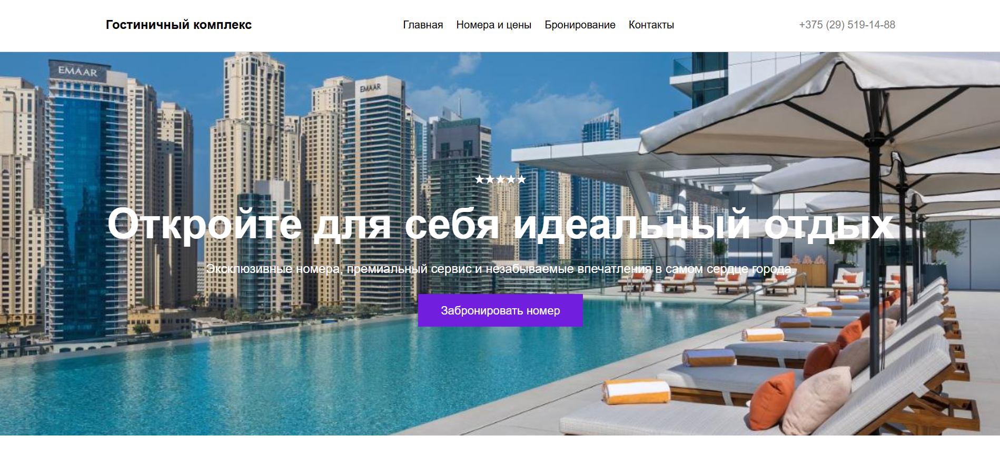 Гостиничный комплекс
Главная Номера и цены Бронирование Контакты
+375 (29) 519-14-88
EMAAR
EMAAR
★★★★★
Откройте для себя идеальный отдых
Эксклюзивные номера, премиальный сервис и незабываемые впечатления в самом сердце города.
Забронировать номер